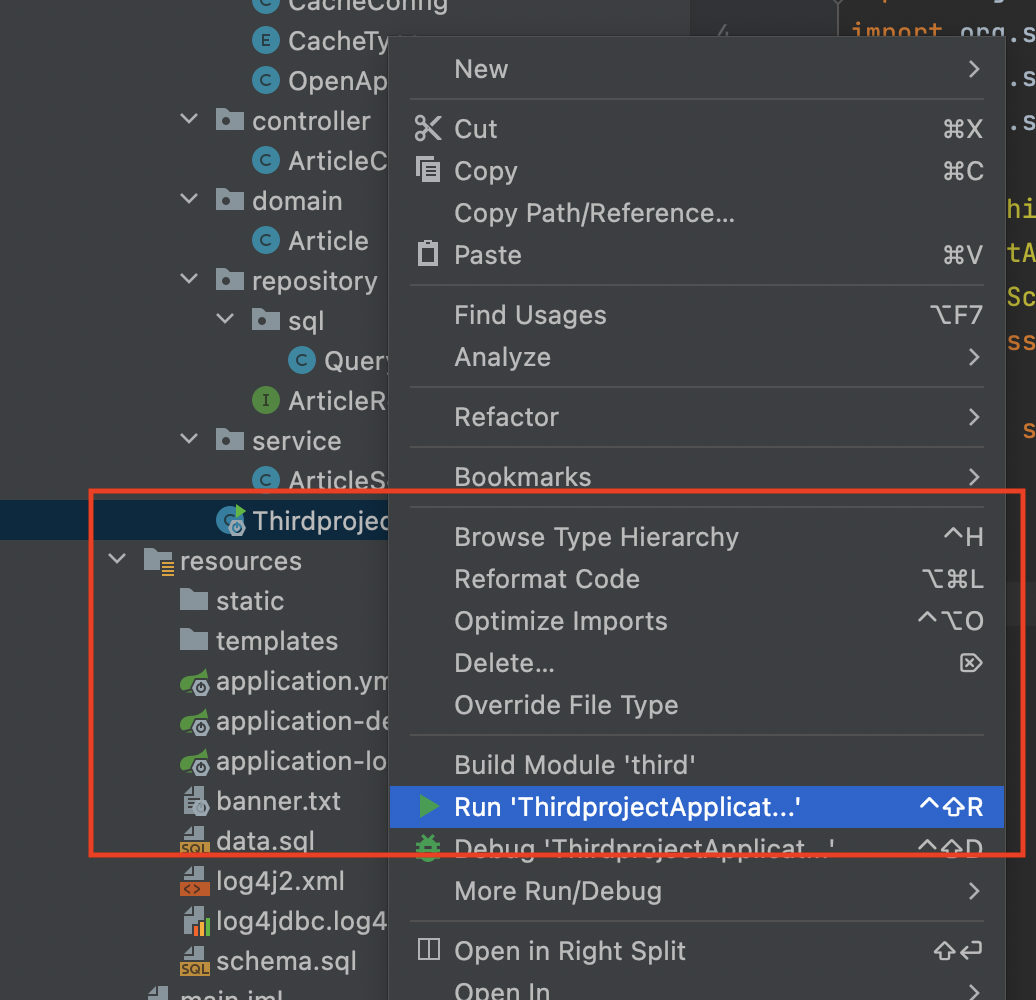 CacheConfig
CacheTy
OpenAp
controller
ArticleC
domain
Article
repository
sql
Query
ArticleR
service
ArticleS
Thirdprojec
resources
static
templates
application.ym
application-de
application-lo
banner.txt
data.sql
log4j2.xml
log4jdbc.log4
schema.sql
main.iml
New
Cut ⌘X
Copy ⌘C
Copy Path/Reference...
Paste ⌘V
Find Usages ⌥F7
Analyze
Refactor
Bookmarks
Browse Type Hierarchy ^H
Reformat Code ⌥⌘L
Optimize Imports ^⌥O
Delete... ⌦
Override File Type
Build Module 'third'
Run 'ThirdprojectApplicat...' ^⇧R
Debug 'ThirdprojectApplicat...' ^⇧D
More Run/Debug
Open in Right Split ⇧↩
Open In
4
import org.s
.s
.s
hi
tA
Sc
ss
s